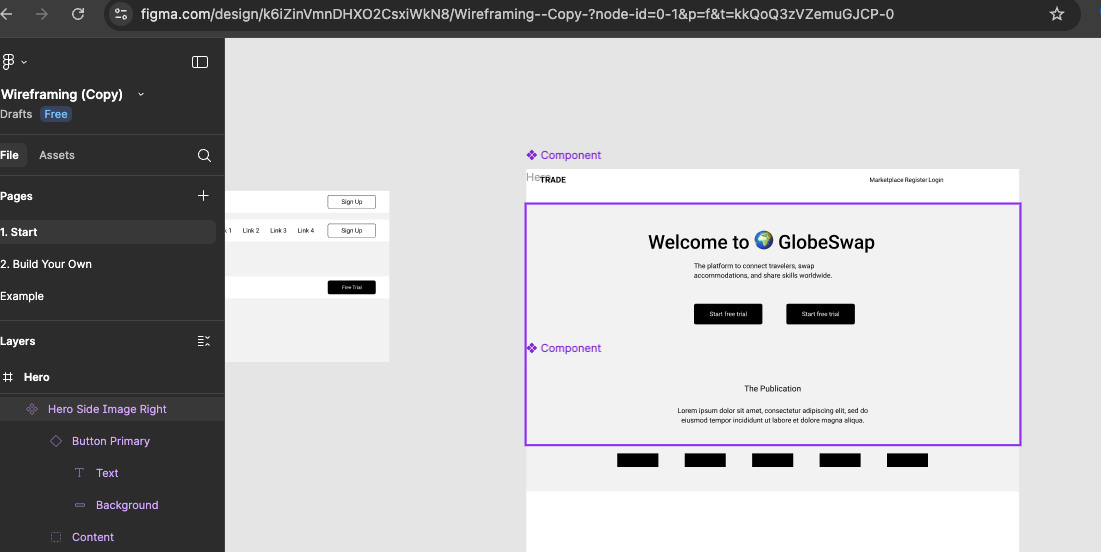 figma.com/design/k6iZinVmnDHXO2CsxiWkN8/Wireframing--Copy-?node-id=0-1&p=f&t=kkQoQ3zVZemuGJCP-0
Wireframing (Copy)
Drafts Free
File Assets
Pages
1. Start
2. Build Your Own
Example
Layers
Hero
Hero Side Image Right
Button Primary
Text
Background
Content
Sign Up
k 1 Link 2 Link 3 Link 4 Sign Up
Free Trial
Component
Hero
TRADE
Marketplace Register Login
Welcome to 🌍 GlobeSwap
The platform to connect travelers, swap
accommodations, and share skills worldwide.
Start free trial Start free trial
Component
The Publication
Lorem ipsum dolor sit amet, consectetur adipiscing elit, sed do
eiusmod tempor incididunt ut labore et dolore magna aliqua.